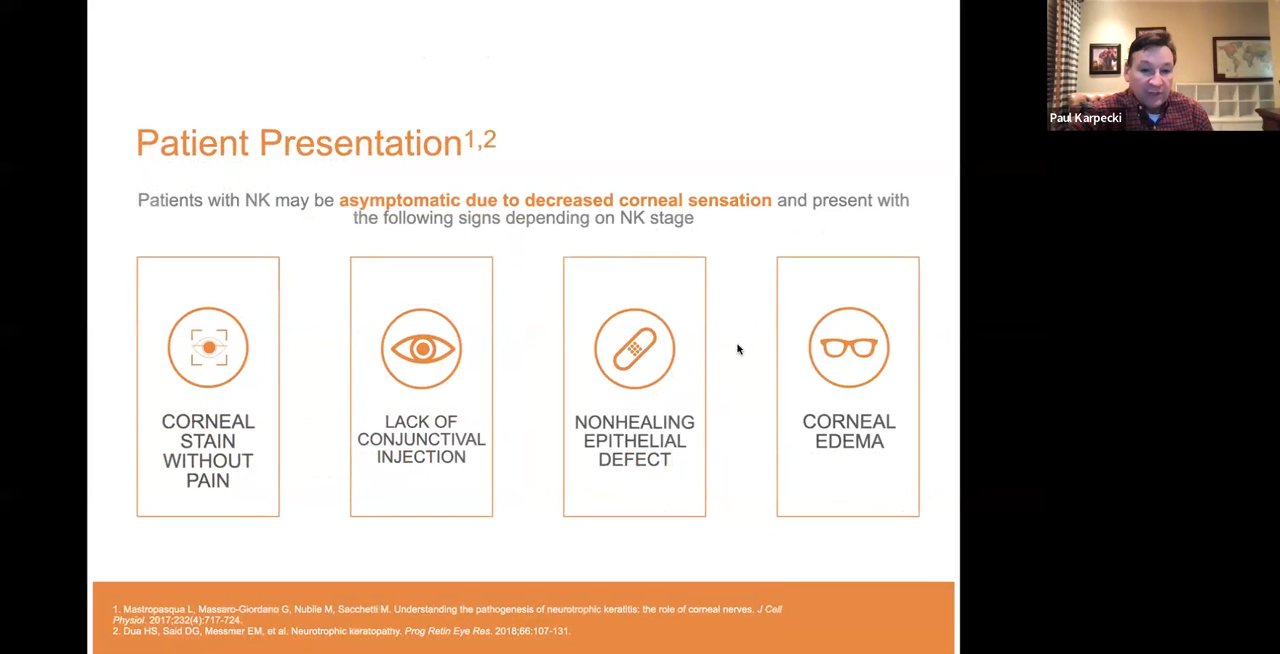 Paul Karpecki
Patient Presentation1,2
Patients with NK may be asymptomatic due to decreased corneal sensation and present with
the following signs depending on NK stage
CORNEAL
STAIN
WITHOUT
PAIN
LACK OF
CONJUNCTIVAL
INJECTION
NONHEALING
EPITHELIAL
DEFECT
CORNEAL
EDEMA
1. Mastropasqua L, Massaro-Giordano G, Nubile M, Sacchetti M. Understanding the pathogenesis of neurotrophic keratitis: the role of corneal nerves. J Cell
Physiol. 2017;232(4):717-724.
2. Dua HS, Said DG, Messmer EM, et al. Neurotrophic keratopathy. Prog Retin Eye Res. 2018;66:107-131.